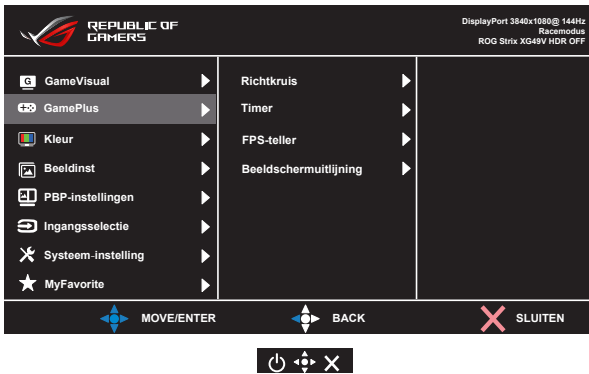 REPUBLIC OF
GAMERS
DisplayPort 3840x1080@ 144Hz
Racemodus
ROG Strix XG49V HDR OFF
G GameVisual
GamePlus
Kleur
Beeldinst
PBP-instellingen
Ingangsselectie
Systeem-instelling
MyFavorite
Richtkruis
Timer
FPS-teller
Beeldschermuitlijning
MOVE/ENTER
BACK
SLUITEN